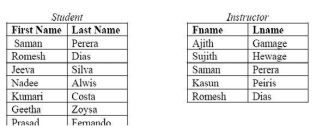 Student
First Name Last Name
Saman Perera
Romesh Dias
Jeeva Silva
Nadee Alwis
Kumari Costa
Geetha Zoysa
Prasad Fernando
Instructor
Fname Lname
Ajith Gamage
Sujith Hewage
Saman Perera
Kasun Peiris
Romesh Dias